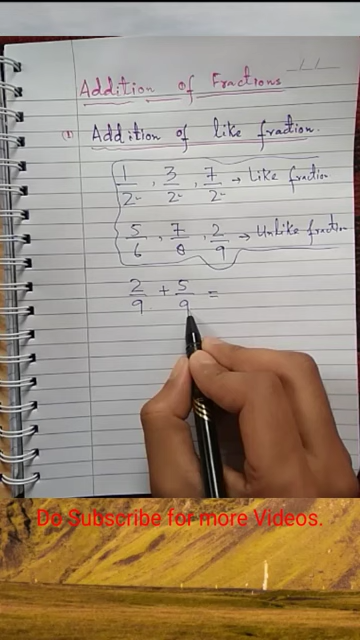 Addition of Fractions
(1) Addition of like fraction.
1/2, 3/2, 7/2 → Like fraction
5/6, 7/8, 2/9 → Unlike fraction
2/9 + 5/9 =
Do Subscribe for more Videos.